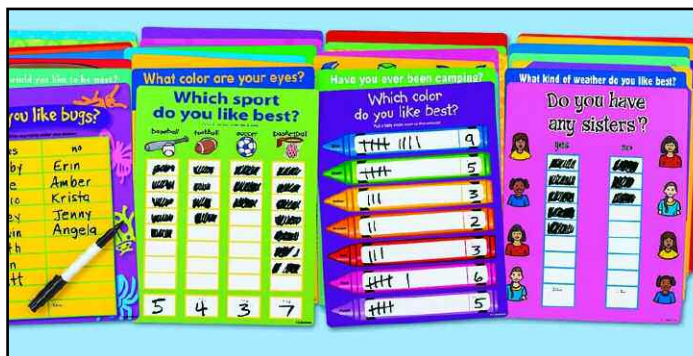 would you like to be most?
you like bugs?
no
Erin
Amber
Krista
Jenny
Angela
What color are your eyes?
Which sport
do you like best?
baseball football soccer basketball
5 4 3 7
Have you ever been camping?
Which color
do you like best?
9
5
3
2
3
6
5
What kind of weather do you like best?
Do you have
any sisters?
yes no